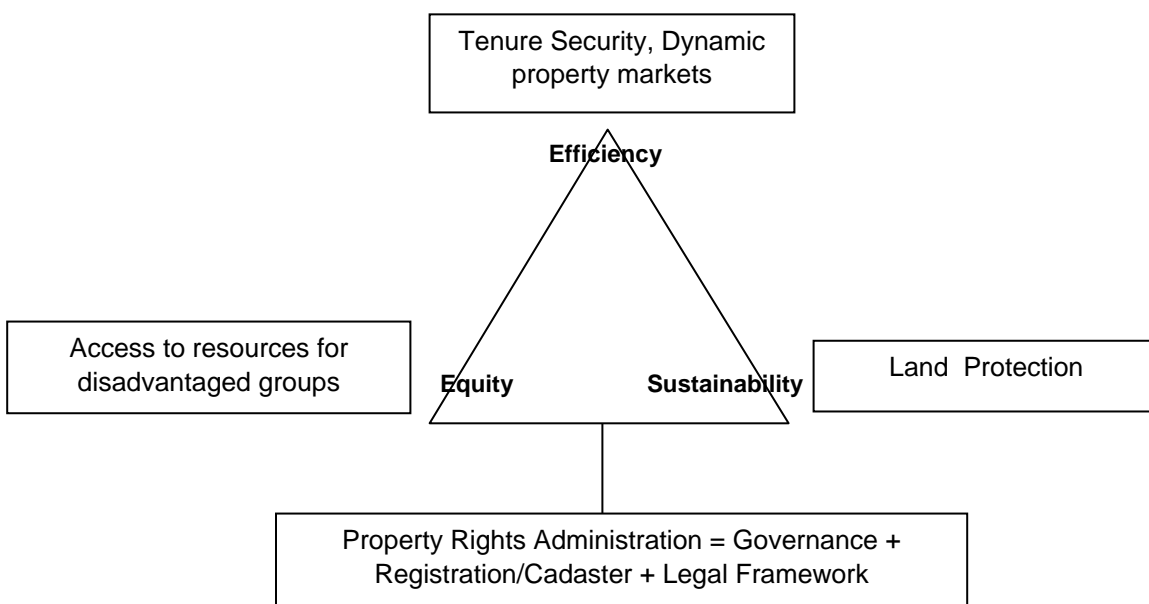 Tenure Security, Dynamic
property markets
Efficiency
Access to resources for
disadvantaged groups
Equity
Sustainability
Land Protection
Property Rights Administration = Governance +
Registration/Cadaster + Legal Framework